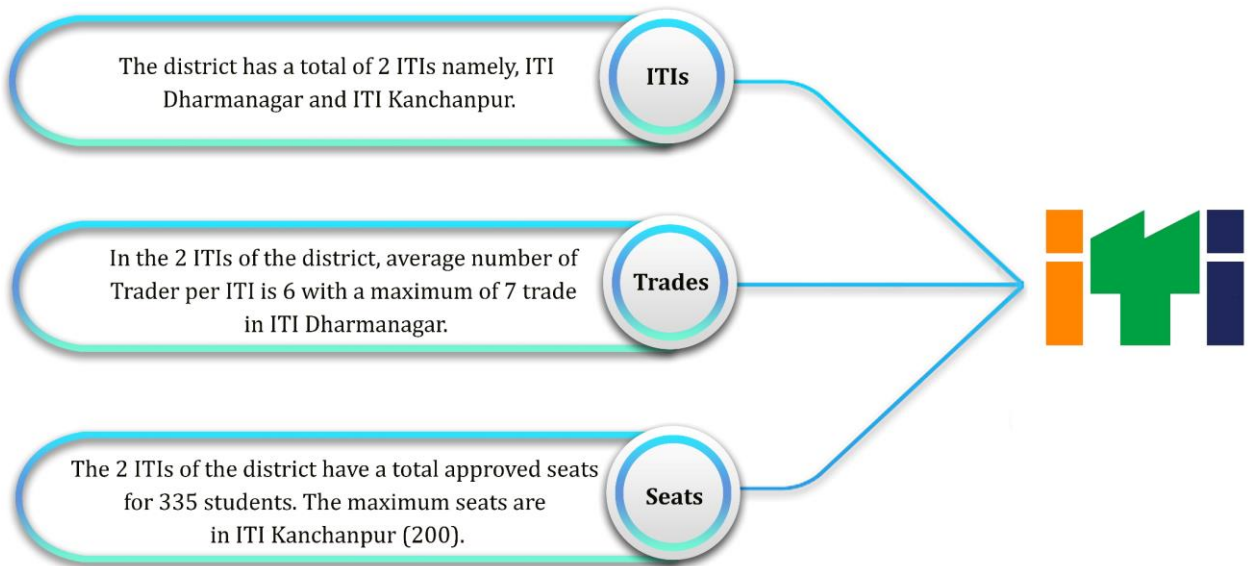 The district has a total of 2 ITIs namely, ITI
Dharmanagar and ITI Kanchanpur.
ITIs
In the 2 ITIs of the district, average number of
Trader per ITI is 6 with a maximum of 7 trade
in ITI Dharmanagar.
Trades
The 2 ITIs of the district have a total approved seats
for 335 students. The maximum seats are
in ITI Kanchanpur (200).
Seats
iTi